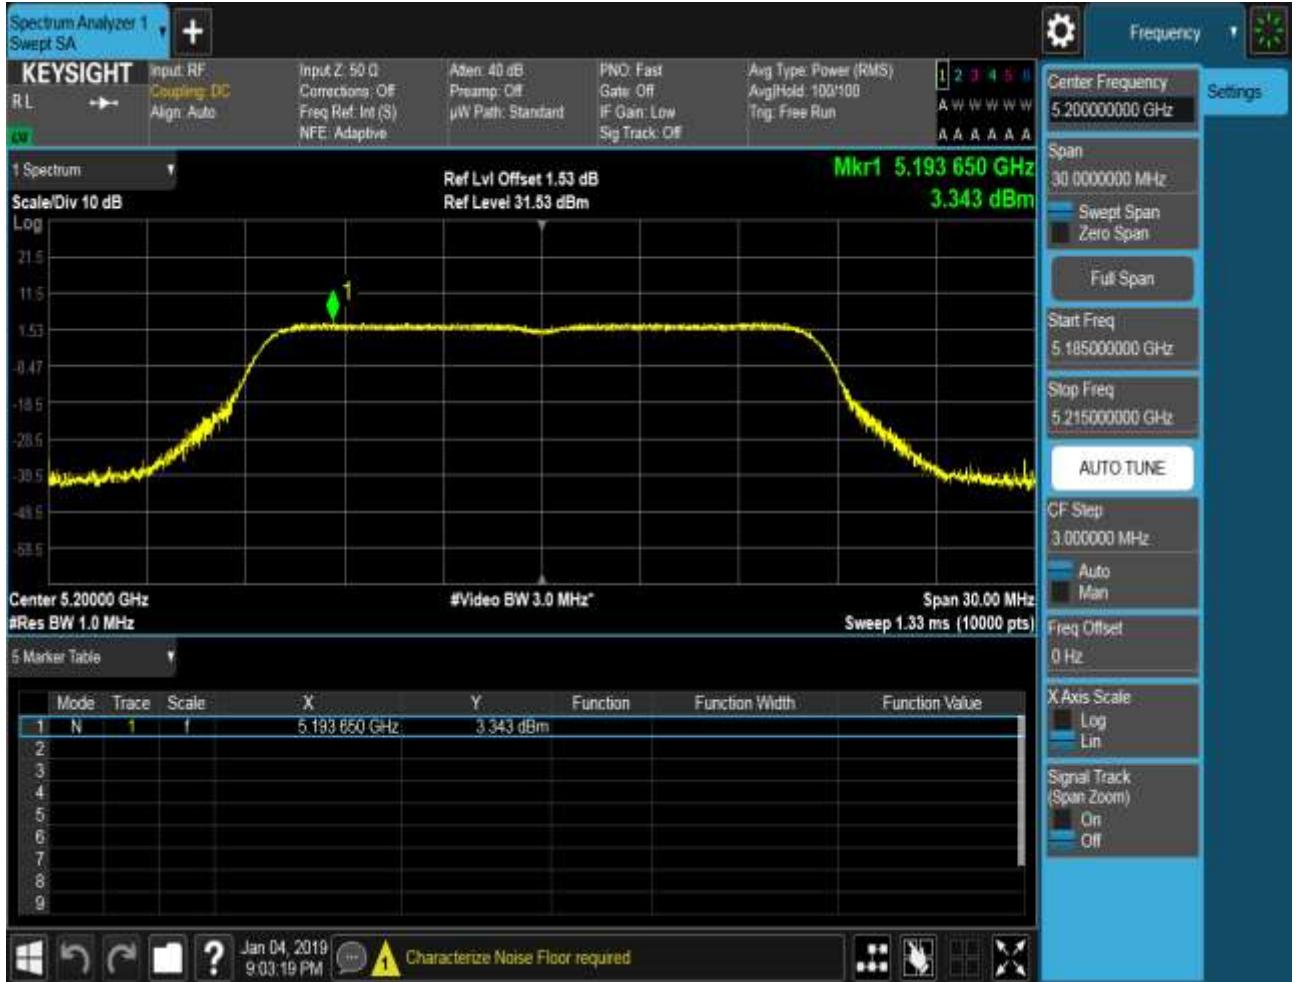 Spectrum Analyzer 1
Swept SA
Frequency
KEYSIGHT
RL
Input: RF
Coupling: DC
Align: Auto
Input Z: 50 Ω
Corrections: Off
Freq Ref: Int (S)
NFE: Adaptive
Atten: 40 dB
Preamp: Off
µW Path: Standard
PNO: Fast
Gate: Off
IF Gain: Low
Sig Track: Off
Avg Type: Power (RMS)
Avg|Hold: 100/100
Trig: Free Run
1 2 3 4 5 6
A W W W W W
A A A A A A
1 Spectrum
Scale/Div 10 dB
Ref Lvl Offset 1.53 dB
Ref Level 31.53 dBm
Mkr1 5.193 650 GHz
3.343 dBm
Log
21.5
11.5
1.53
-8.47
-18.5
-28.5
-38.5
-48.5
-58.5
1
Center 5.20000 GHz
#Res BW 1.0 MHz
#Video BW 3.0 MHz*
Span 30.00 MHz
Sweep 1.33 ms (10000 pts)
5 Marker Table
Mode Trace Scale X Y Function Function Width Function Value
1 N 1 f 5.193 650 GHz 3.343 dBm
2
3
4
5
6
7
8
9
Jan 04, 2019
9:03:19 PM
Characterize Noise Floor required
Center Frequency
5.200000000 GHz
Settings
Span
30.0000000 MHz
Swept Span
Zero Span
Full Span
Start Freq
5.185000000 GHz
Stop Freq
5.215000000 GHz
AUTO TUNE
CF Step
3.000000 MHz
Auto
Man
Freq Offset
0 Hz
X Axis Scale
Log
Lin
Signal Track
(Span Zoom)
On
Off